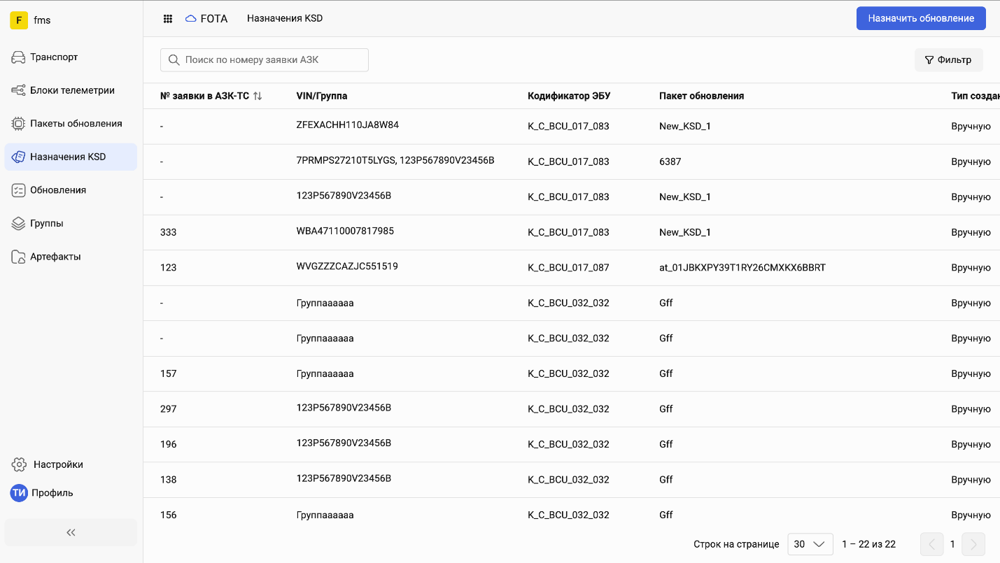 F fms
Транспорт
Блоки телеметрии
Пакеты обновления
Назначения KSD
Обновления
Группы
Артефакты
Настройки
ТИ Профиль
FOTA Назначения KSD Назначить обновление
Поиск по номеру заявки АЗК Фильтр
№ заявки в АЗК-ТС VIN/Группа Кодификатор ЭБУ Пакет обновления Тип создан
- ZFEXACHH110JA8W84 K_C_BCU_017_083 New_KSD_1 Вручную
- 7PRMPS27210T5LYGS, 123P567890V23456B K_C_BCU_017_083 6387 Вручную
- 123P567890V23456B K_C_BCU_017_083 New_KSD_1 Вручную
333 WBA47110007817985 K_C_BCU_017_083 New_KSD_1 Вручную
123 WVGZZZCAZJC551519 K_C_BCU_017_087 at_01JBKXPY39T1RY26CMXKX6BBRT Вручную
- Группаааааа K_C_BCU_032_032 Gff Вручную
- Группаааааа K_C_BCU_032_032 Gff Вручную
157 Группаааааа K_C_BCU_032_032 Gff Вручную
297 123P567890V23456B K_C_BCU_032_032 Gff Вручную
196 123P567890V23456B K_C_BCU_032_032 Gff Вручную
138 123P567890V23456B K_C_BCU_032_032 Gff Вручную
156 Группаааааа K_C_BCU_032_032 Gff Вручную
Строк на странице 30 1 – 22 из 22 1